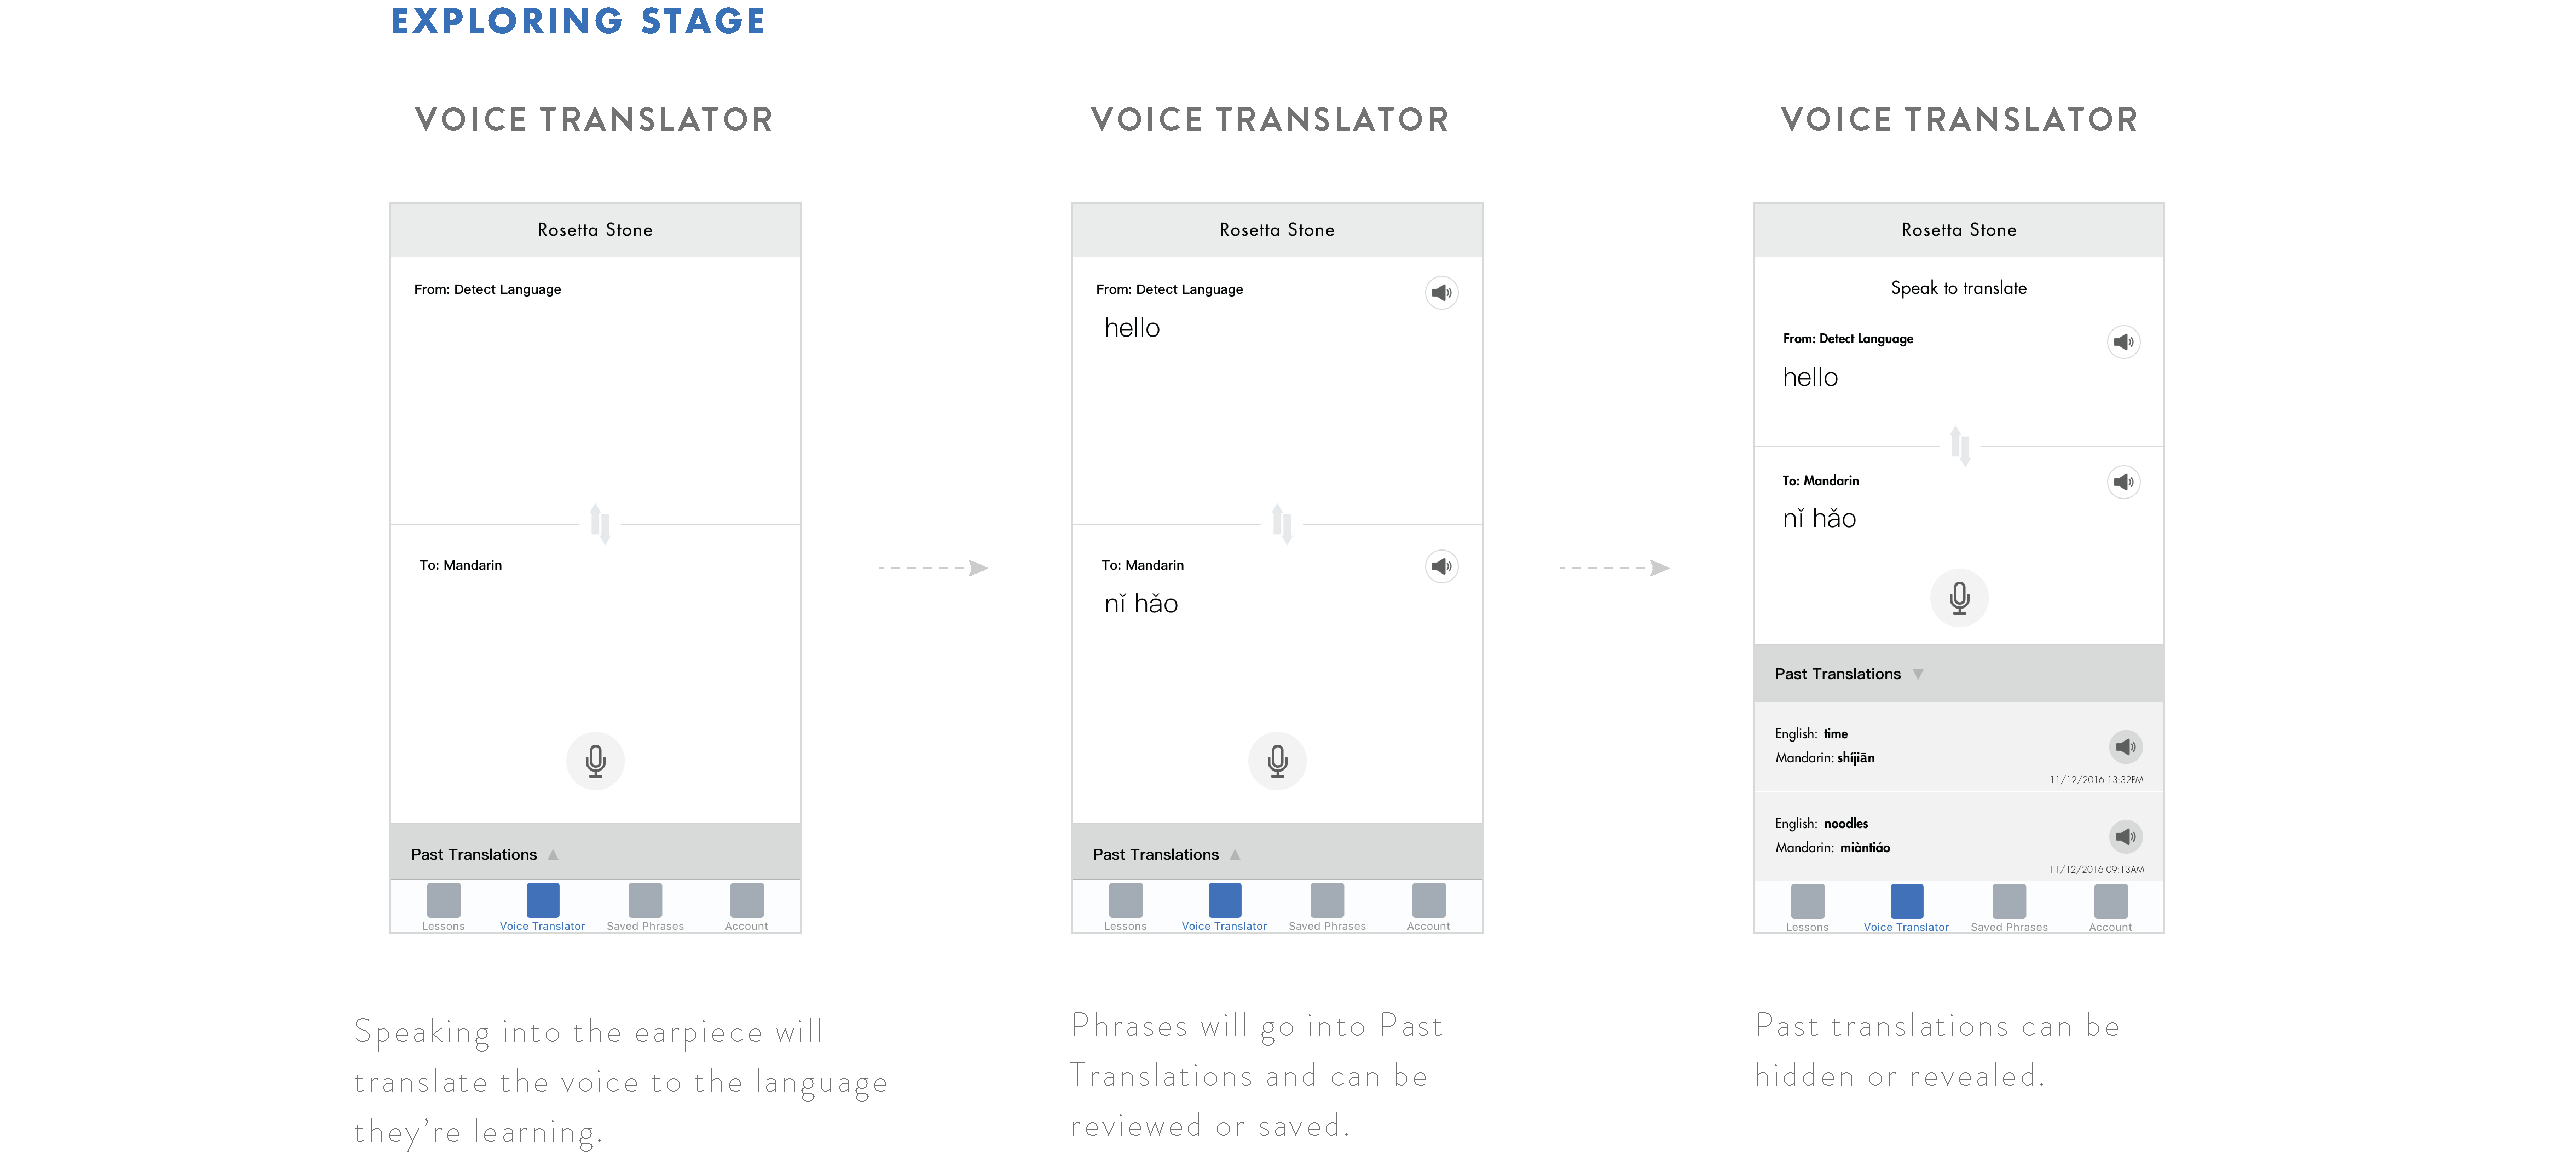 EXPLORING STAGE
VOICE TRANSLATOR
Rosetta Stone
From: Detect Language
To: Mandarin
Past Translations ▲
Lessons
Voice Translator
Saved Phrases
Account
Speaking into the earpiece will
translate the voice to the language
they're learning.
VOICE TRANSLATOR
Rosetta Stone
From: Detect Language
hello
To: Mandarin
nǐ hǎo
Past Translations ▲
Lessons
Voice Translator
Saved Phrases
Account
Phrases will go into Past
Translations and can be
reviewed or saved.
VOICE TRANSLATOR
Rosetta Stone
Speak to translate
From: Detect Language
hello
To: Mandarin
nǐ hǎo
Past Translations ▼
English: time
Mandarin: shíjiān
11/12/2016 13:32PM
English: noodles
Mandarin: miàntiáo
11/12/2016 09:13AM
Lessons
Voice Translator
Saved Phrases
Account
Past translations can be
hidden or revealed.